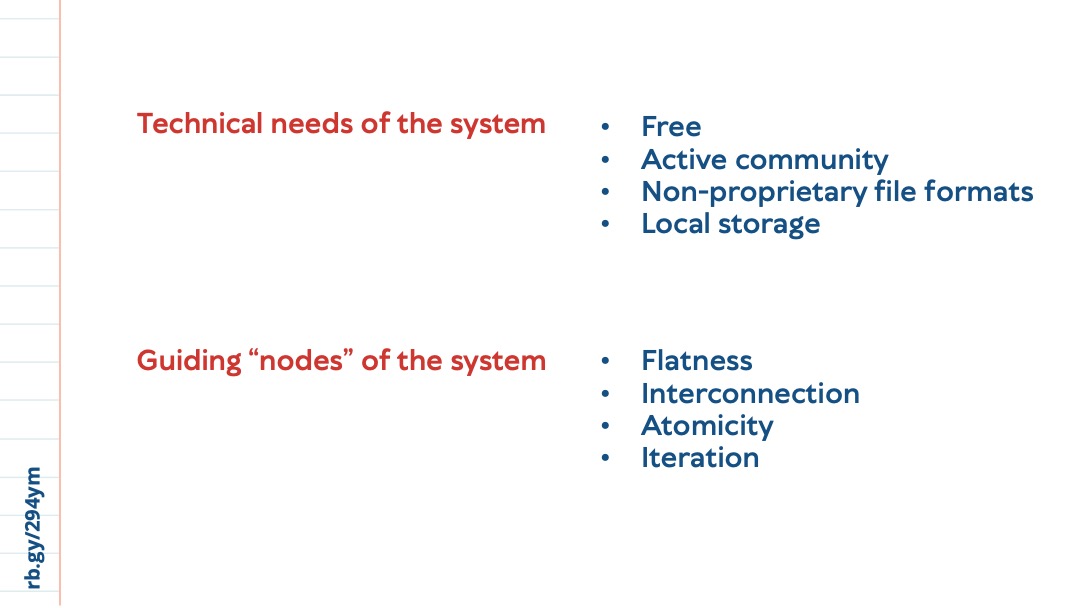 Technical needs of the system
• Free
• Active community
• Non-proprietary file formats
• Local storage
Guiding “nodes” of the system
• Flatness
• Interconnection
• Atomicity
• Iteration
rb.gy/294ym